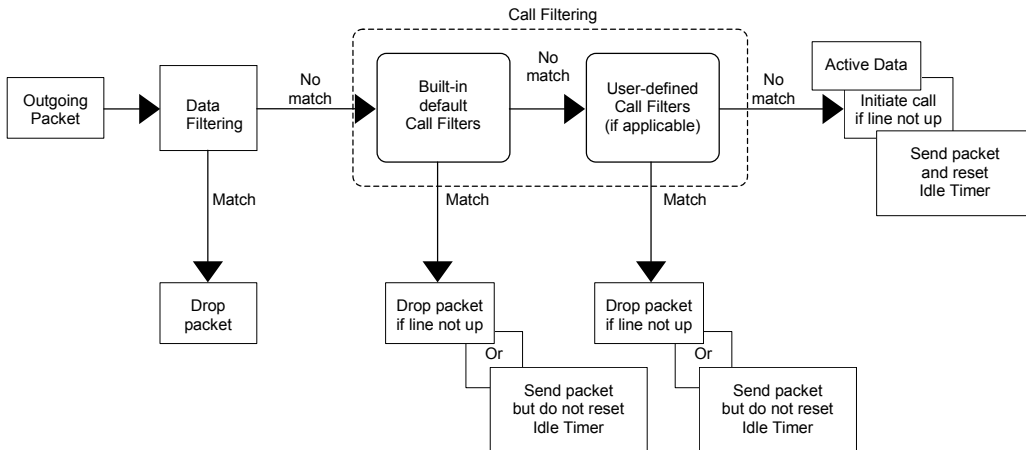 Call Filtering
Outgoing
Packet
Data
Filtering
No
match
Built-in
default
Call Filters
No
match
User-defined
Call Filters
(if applicable)
No
match
Active Data
Initiate call
if line not up
Send packet
and reset
Idle Timer
Match
Match
Match
Drop
packet
Drop packet
if line not up
Or
Send packet
but do not reset
Idle Timer
Drop packet
if line not up
Or
Send packet
but do not reset
Idle Timer